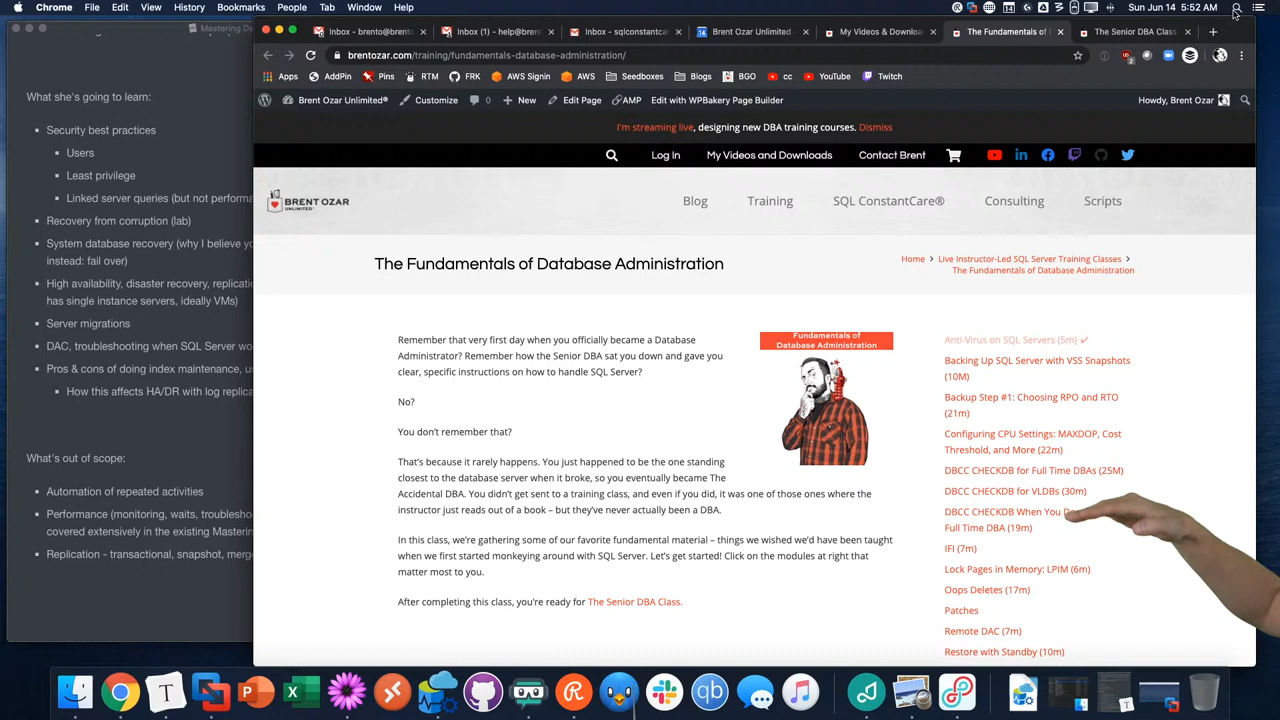 Chrome File Edit View History Bookmarks People Tab Window Help
Sun Jun 14 5:52 AM
Mastering Da
Inbox - brento@brent
Inbox (1) - help@bren
Inbox - sqlconstantcar
Brent Ozar Unlimited -
My Videos & Downloa
The Fundamentals of
The Senior DBA Class
brentozar.com/training/fundamentals-database-administration/
Apps AddPin Pins RTM FRK AWS Signin AWS Seedboxes Blogs BGO cc YouTube Twitch
Brent Ozar Unlimited® Customize 0 New Edit Page AMP Edit with WPBakery Page Builder
Howdy, Brent Ozar
I'm streaming live, designing new DBA training courses. Dismiss
Log In My Videos and Downloads Contact Brent
BRENT OZAR
UNLIMITED®
Blog Training SQL ConstantCare® Consulting Scripts
The Fundamentals of Database Administration
Home > Live Instructor-Led SQL Server Training Classes >
The Fundamentals of Database Administration
What she's going to learn:
Security best practices
Users
Least privilege
Linked server queries (but not performa
Recovery from corruption (lab)
System database recovery (why I believe yo
instead: fail over)
High availability, disaster recovery, replicatio
has single instance servers, ideally VMs)
Server migrations
DAC, troubleshooting when SQL Server wo
Pros & cons of doing index maintenance, us
How this affects HA/DR with log replica
What's out of scope:
Automation of repeated activities
Performance (monitoring, waits, troublesho
covered extensively in the existing Masterin
Replication - transactional, snapshot, merg
Remember that very first day when you officially became a Database
Administrator? Remember how the Senior DBA sat you down and gave you
clear, specific instructions on how to handle SQL Server?
No?
You don't remember that?
That's because it rarely happens. You just happened to be the one standing
closest to the database server when it broke, so you eventually became The
Accidental DBA. You didn't get sent to a training class, and even if you did, it was one of those ones where the
instructor just reads out of a book – but they've never actually been a DBA.
In this class, we're gathering some of our favorite fundamental material – things we wished we'd have been taught
when we first started monkeying around with SQL Server. Let's get started! Click on the modules at right that
matter most to you.
After completing this class, you're ready for The Senior DBA Class.
Fundamentals of
Database Administration
Anti-Virus on SQL Servers (5m) ✔
Backing Up SQL Server with VSS Snapshots
(10M)
Backup Step #1: Choosing RPO and RTO
(21m)
Configuring CPU Settings: MAXDOP, Cost
Threshold, and More (22m)
DBCC CHECKDB for Full Time DBAs (25M)
DBCC CHECKDB for VLDBs (30m)
DBCC CHECKDB When You
Full Time DBA (19m)
IFI (7m)
Lock Pages in Memory: LPIM (6m)
Oops Deletes (17m)
Patches
Remote DAC (7m)
Restore with Standby (10m)